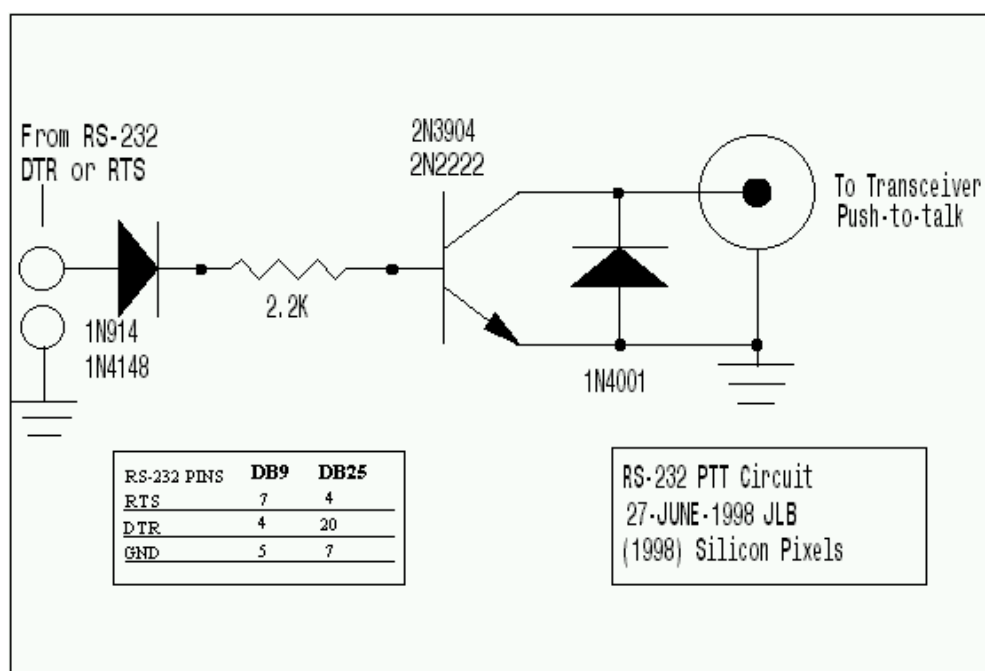 From RS-232
DTR or RTS
2N3904
2N2222
To Transceiver
Push-to-talk
2.2K
1N914
1N4148
1N4001
RS-232 PINS DB9 DB25
RTS 7 4
DTR 4 20
GND 5 7
RS-232 PTT Circuit
27-JUNE-1998 JLB
(1998) Silicon Pixels